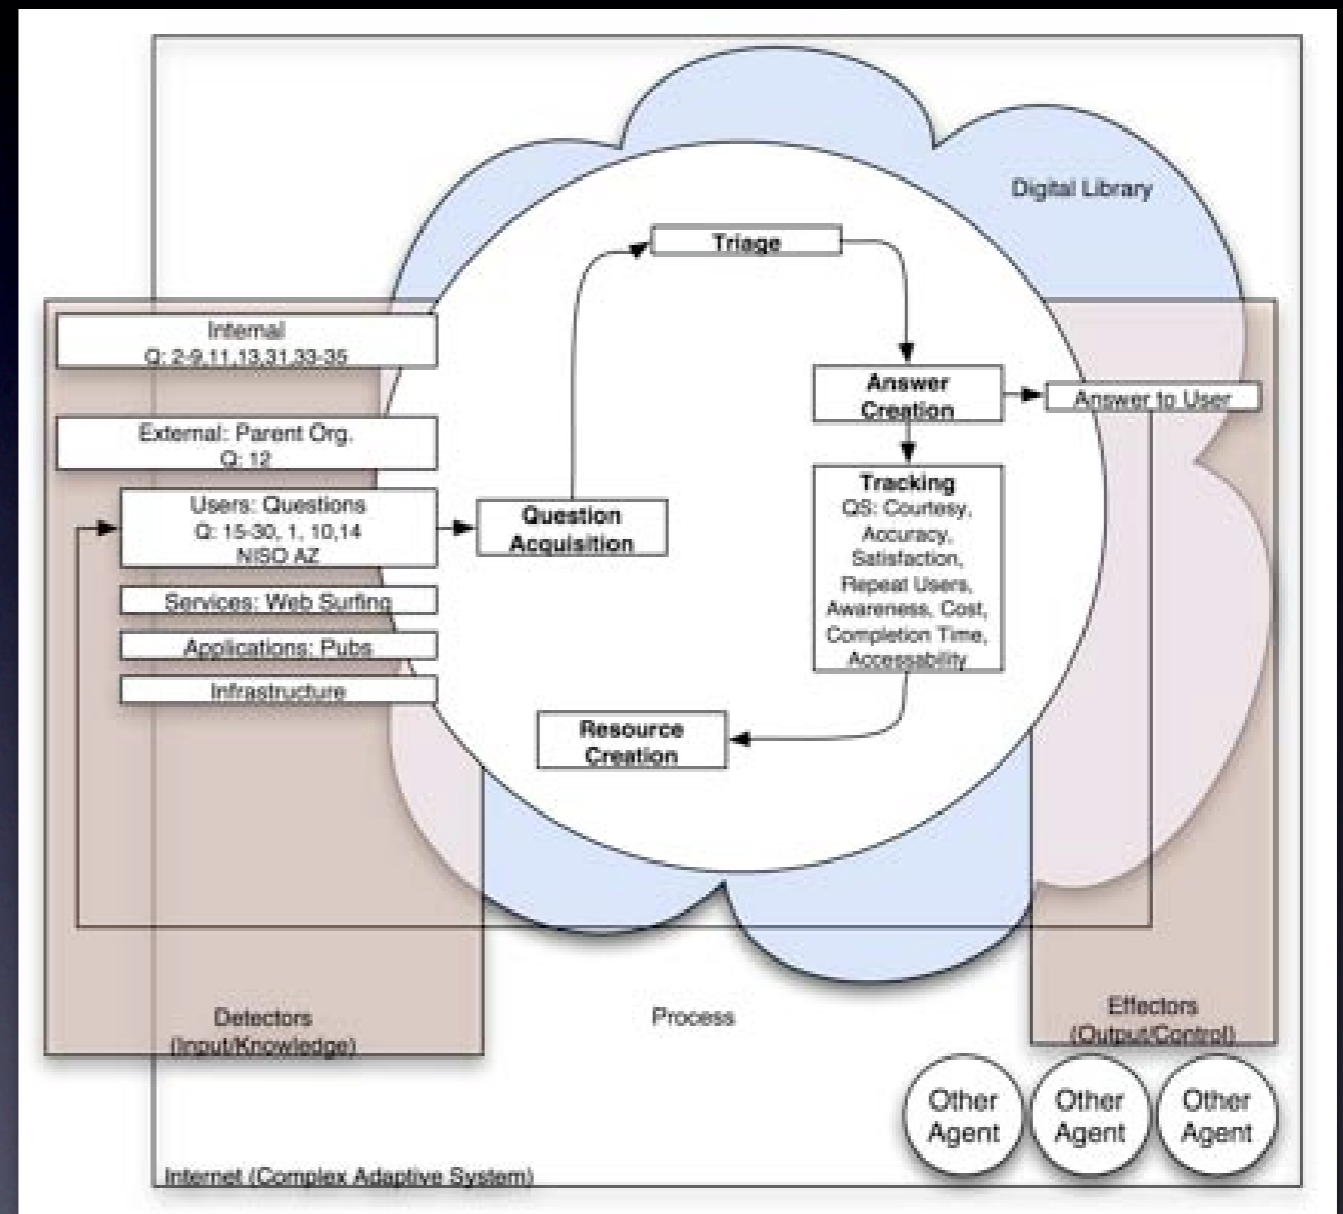 Digital Library
Triage
Internal
Q: 2-9,11,13,31,33-35
Answer
Creation
Answer to User
External: Parent Org.
Q: 12
Users: Questions
Q: 15-30, 1, 10,14
NISO AZ
Question
Acquisition
Tracking
QS: Courtesy,
Accuracy,
Satisfaction,
Repeat Users,
Awareness, Cost,
Completion Time,
Accessability
Services: Web Surfing
Applications: Pubs
Infrastructure
Resource
Creation
Detectors
(Input/Knowledge)
Process
Effectors
(Output/Control)
Other
Agent
Other
Agent
Other
Agent
Internet (Complex Adaptive System)